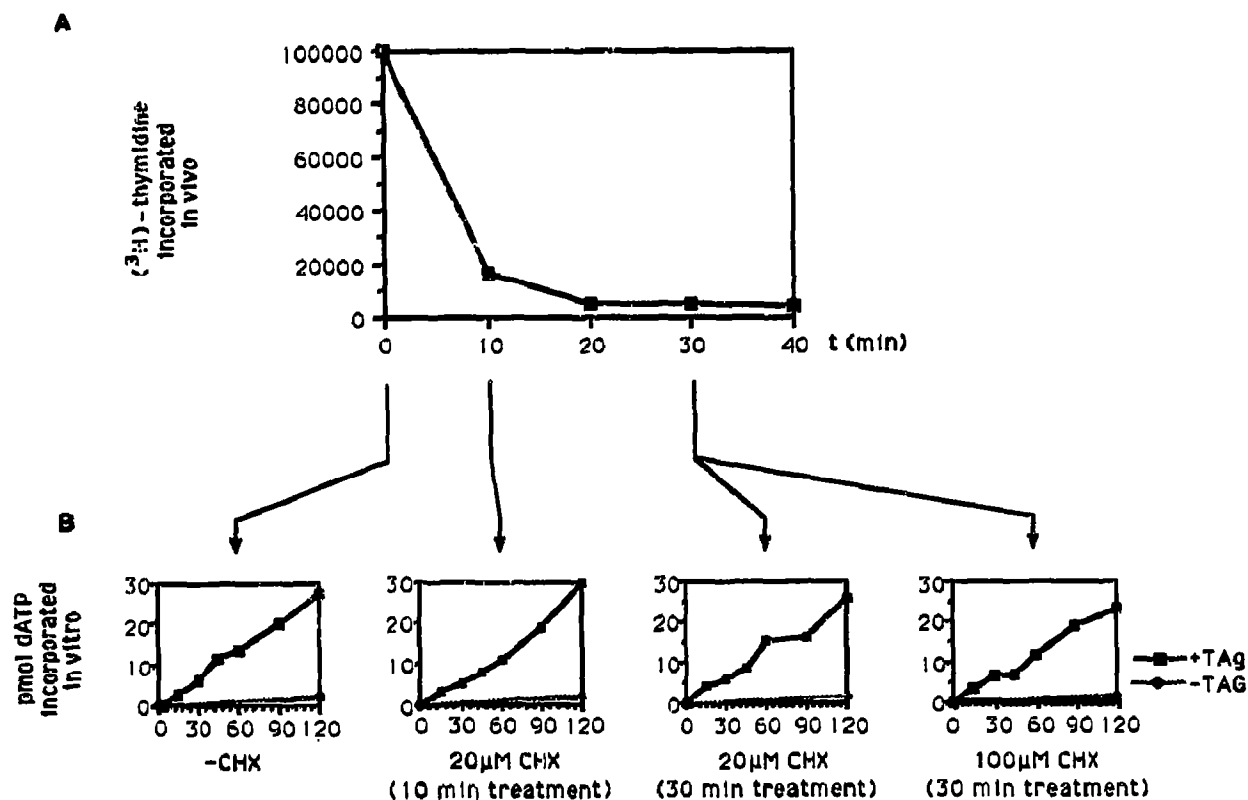 A
(³H)-thymidine
incorporated
in vivo
100000
80000
60000
40000
20000
0
0 10 20 30 40 t (min)
B
pmol dATP
incorporated
in vitro
30
20
10
0
0 30 60 90 120
-CHX
30
20
10
0
0 30 60 90 120
20µM CHX
(10 min treatment)
30
20
10
0
0 30 60 90 120
20µM CHX
(30 min treatment)
30
20
10
0
0 30 60 90 120
100µM CHX
(30 min treatment)
+TAg
-TAG